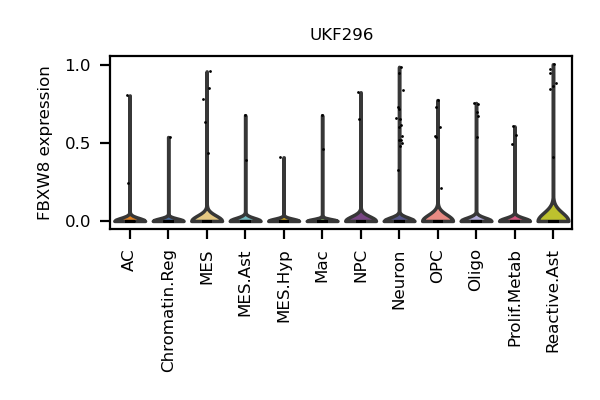 UKF296
FBXW8 expression
1.0
0.5
0.0
AC
Chromatin.Reg
MES
MES.Ast
MES.Hyp
Mac
NPC
Neuron
OPC
Oligo
Prolif.Metab
Reactive.Ast